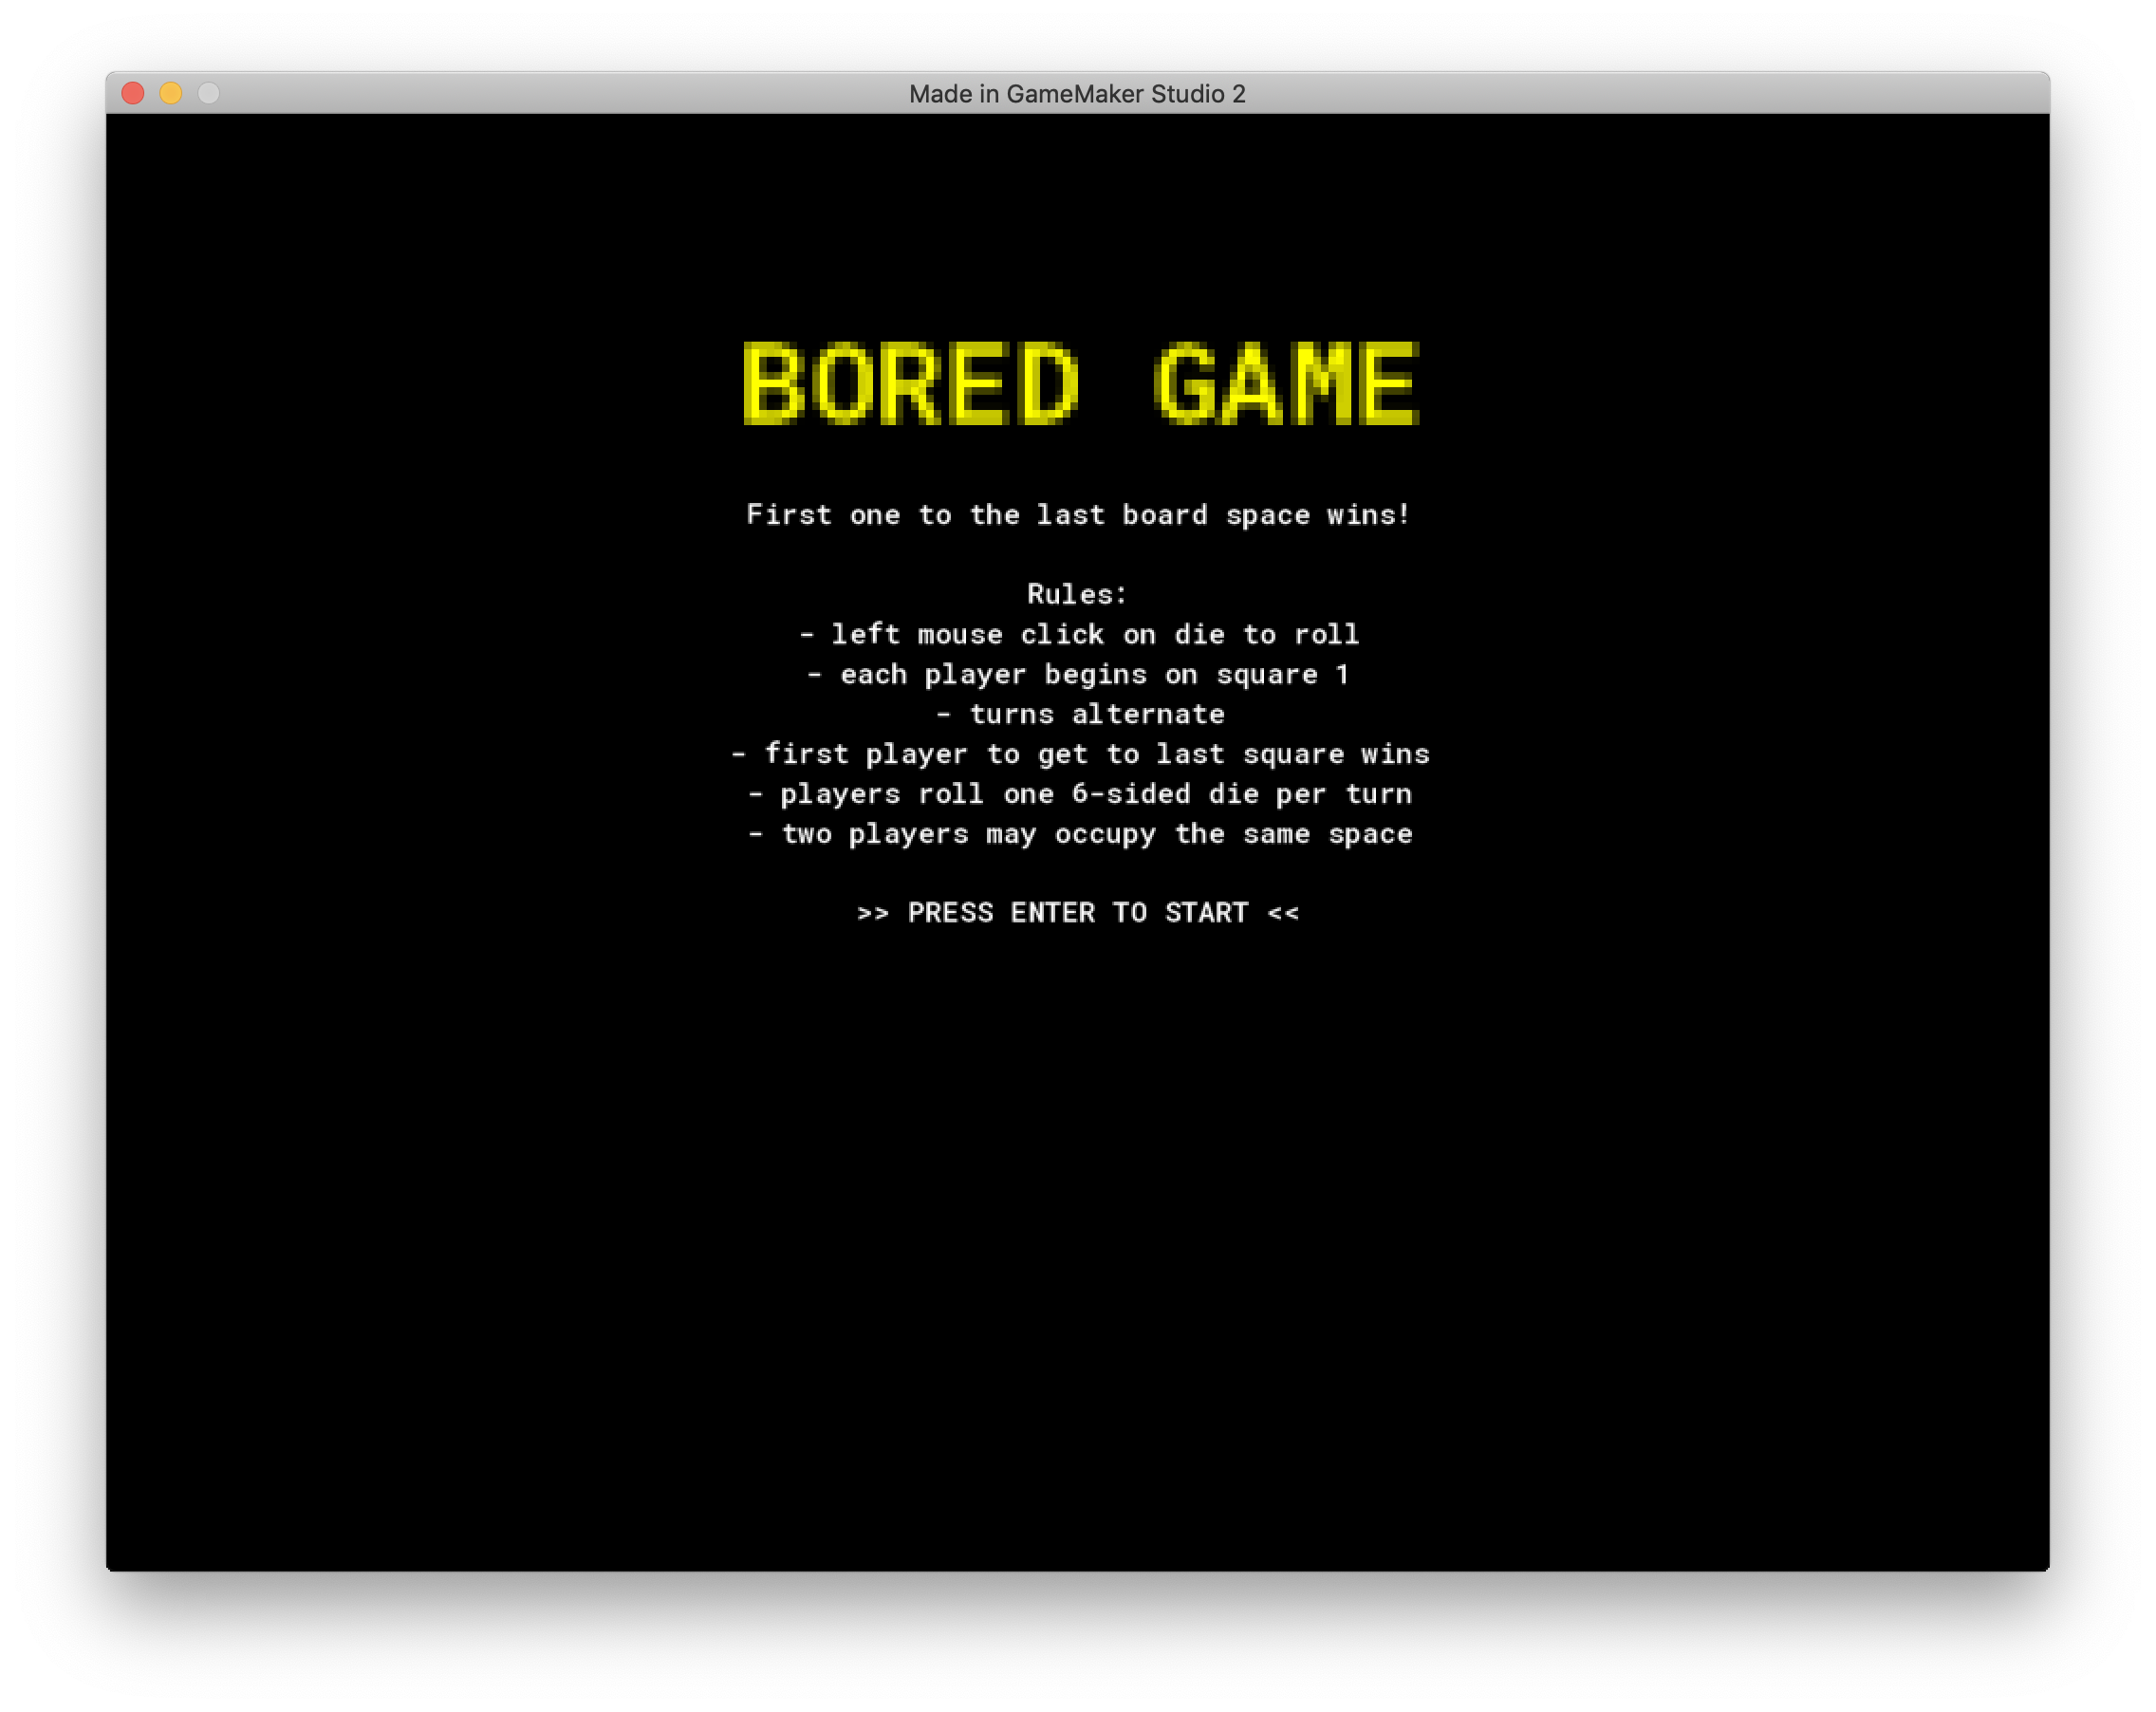 Made in GameMaker Studio 2
BORED GAME
First one to the last board space wins!
Rules:
- left mouse click on die to roll
- each player begins on square 1
- turns alternate
- first player to get to last square wins
- players roll one 6-sided die per turn
- two players may occupy the same space
>> PRESS ENTER TO START <<